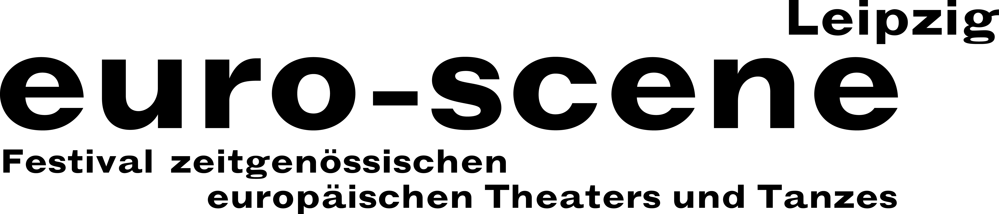 Leipzig
euro-scene
Festival zeitgenössischen
europäischen Theaters und Tanzes